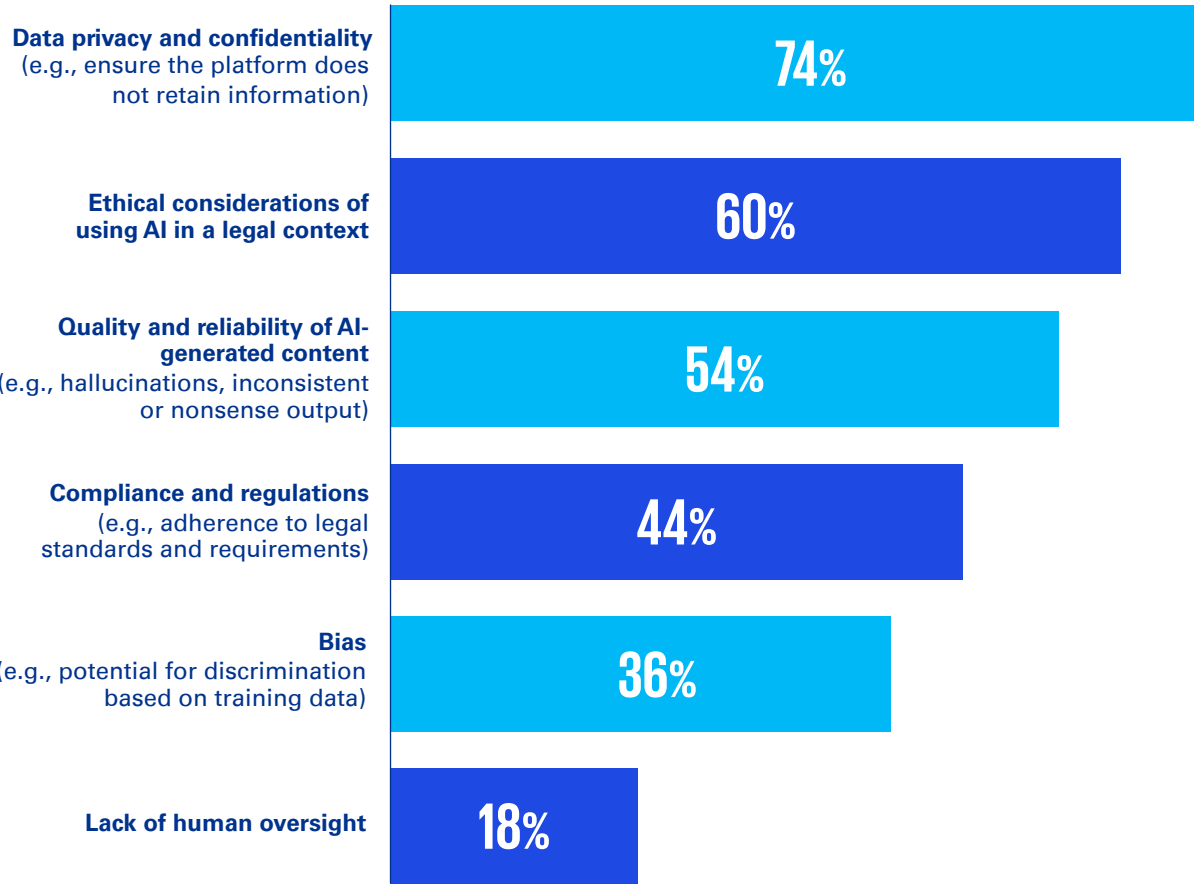 Data privacy and confidentiality
(e.g., ensure the platform does
not retain information)
74%
Ethical considerations of
using AI in a legal context
60%
Quality and reliability of AI-
generated content
(e.g., hallucinations, inconsistent
or nonsense output)
54%
Compliance and regulations
(e.g., adherence to legal
standards and requirements)
44%
Bias
(e.g., potential for discrimination
based on training data)
36%
Lack of human oversight
18%